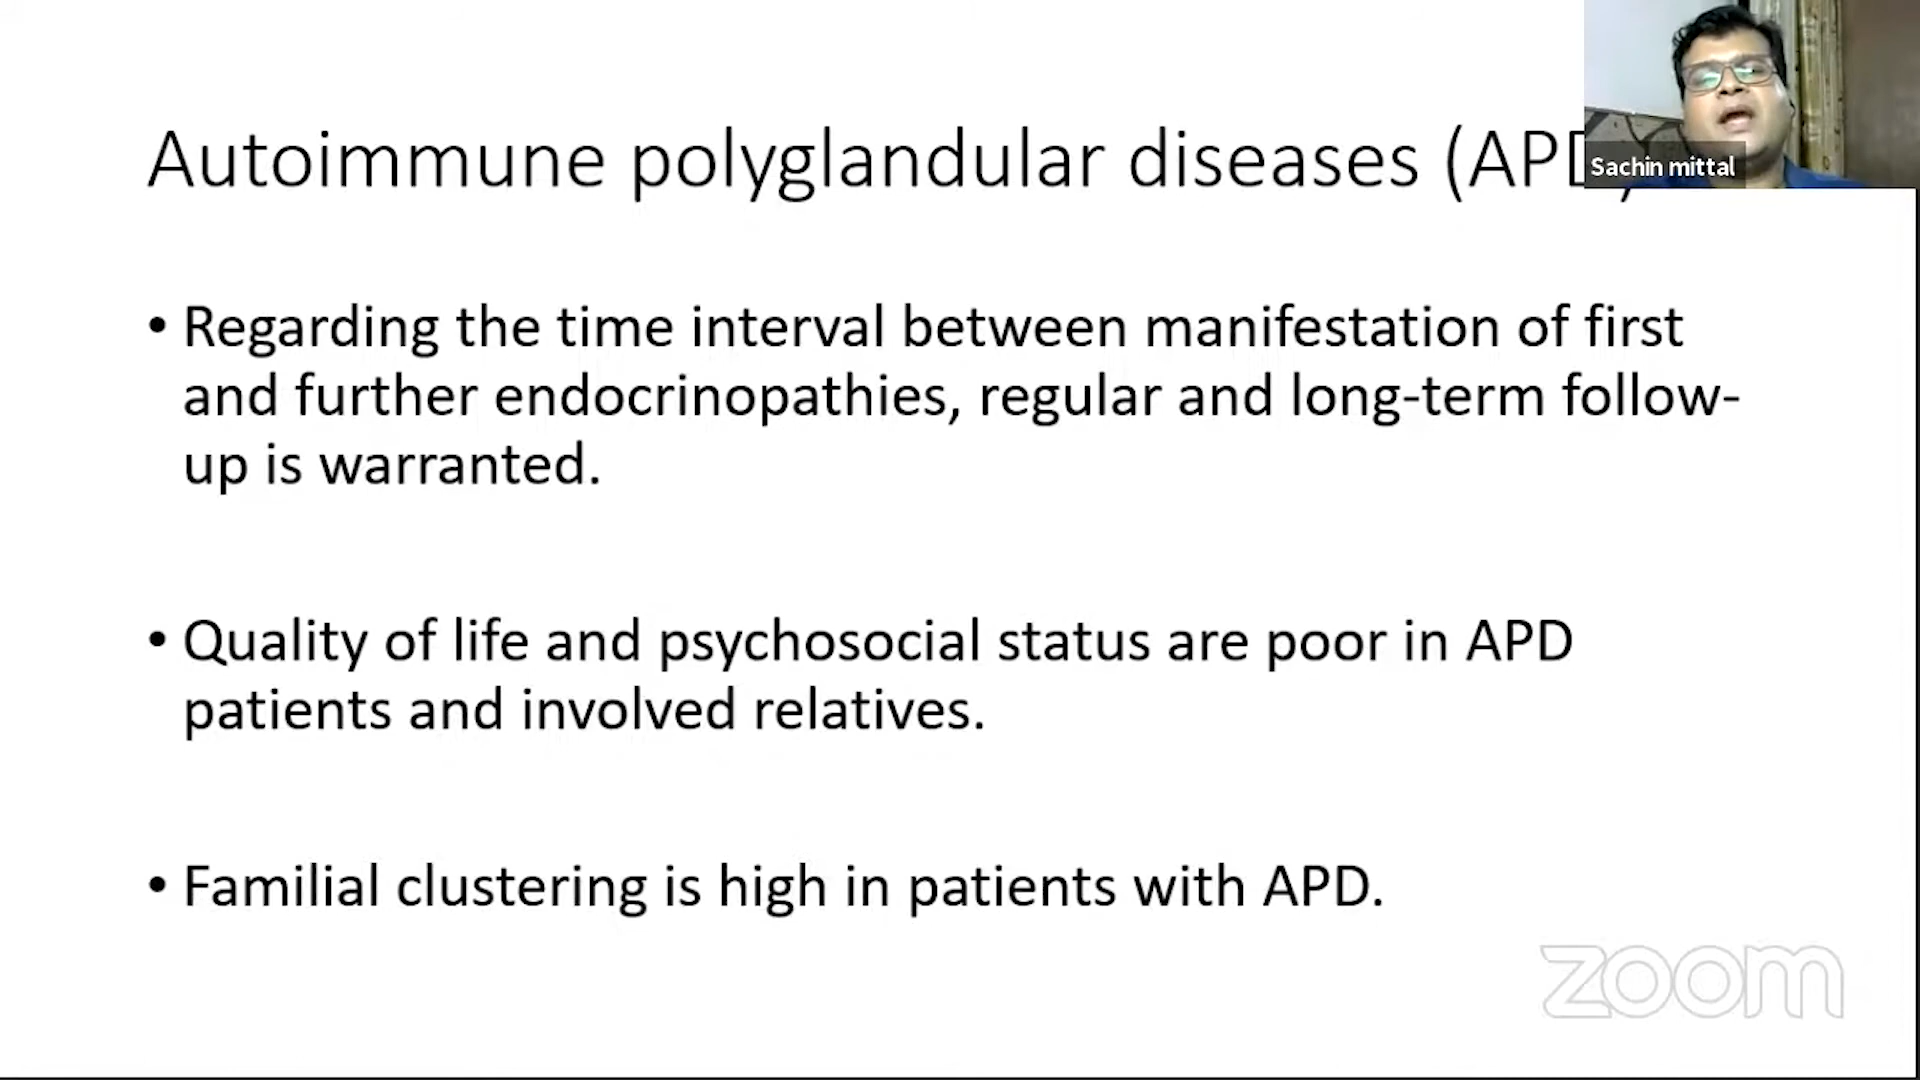 Autoimmune polyglandular diseases (APD)
Sachin mittal
• Regarding the time interval between manifestation of first
and further endocrinopathies, regular and long-term follow-
up is warranted.
• Quality of life and psychosocial status are poor in APD
patients and involved relatives.
• Familial clustering is high in patients with APD.
zoom